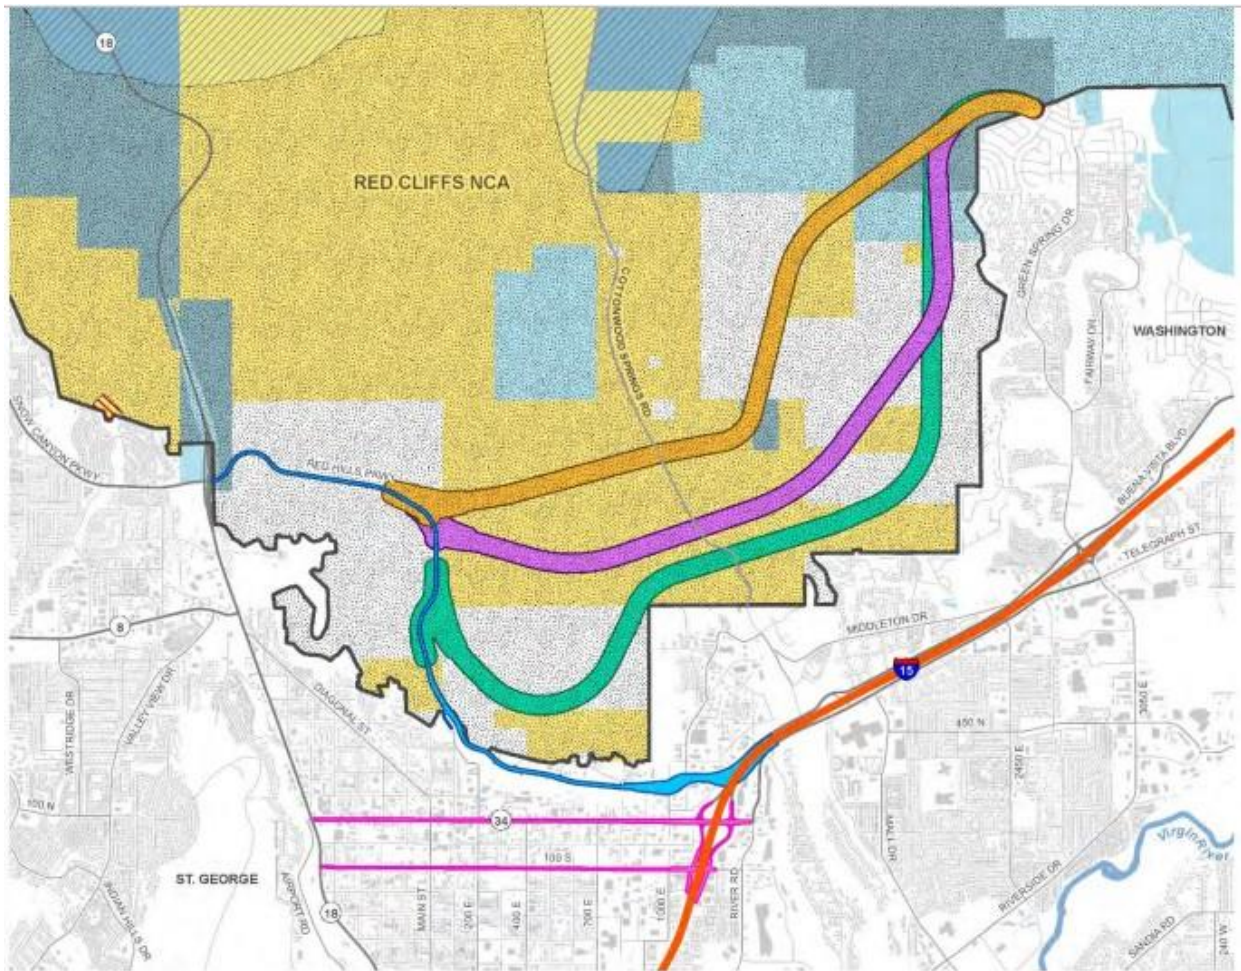 18
RED CLIFFS NCA
COTTONWOOD SPRINGS RD
GREEN SPRING DR
FAIRWAY DR
WASHINGTON
SNOW CANYON PKWY
RED HILLS PKWY
BUENA VISTA BLVD
TELEGRAPH ST
8
MIDDLETON DR
15
WESTRIDGE DR
VALLEY VIEW DR
DIAGONAL ST
450 N
2450 E
3050 E
100 N
34
100 S
MALL DR
Virgin River
ST. GEORGE
INDIAN HILLS DR
AIRPORT RD
18
MAIN ST
200 E
400 E
700 E
1000 E
RIVER RD
RIVERSIDE DR
SANDIA RD
240 W